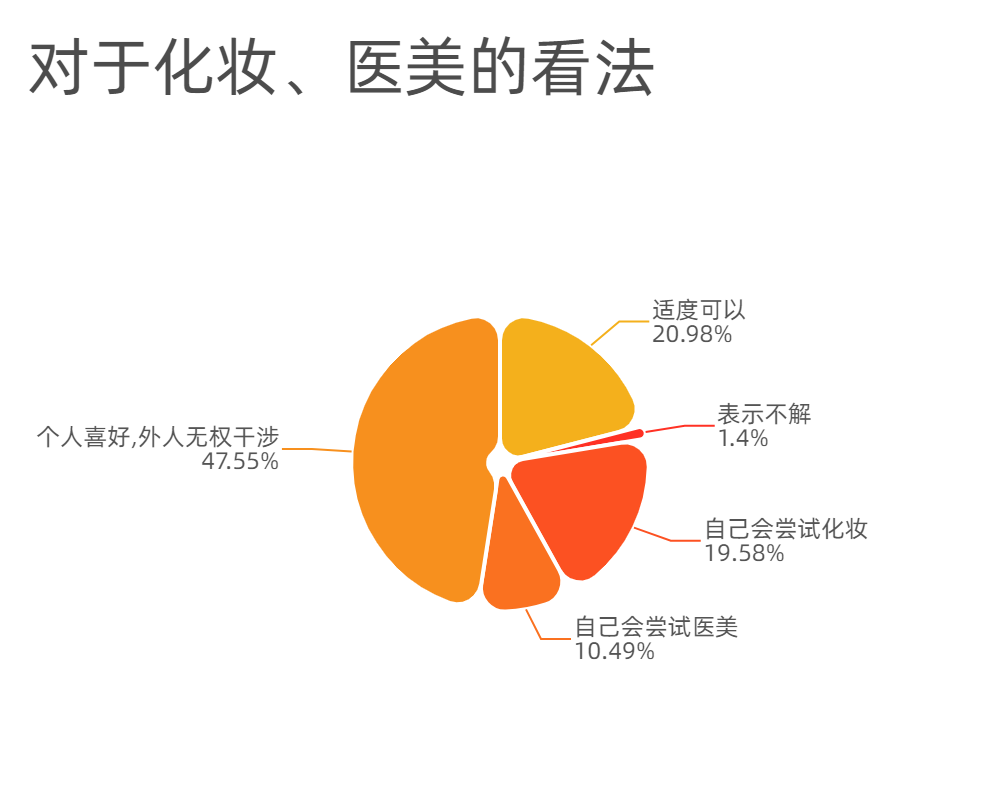 对于化妆、医美的看法
适度可以
20.98%
表示不解
1.4%
个人喜好,外人无权干涉
47.55%
自己会尝试化妆
19.58%
自己会尝试医美
10.49%